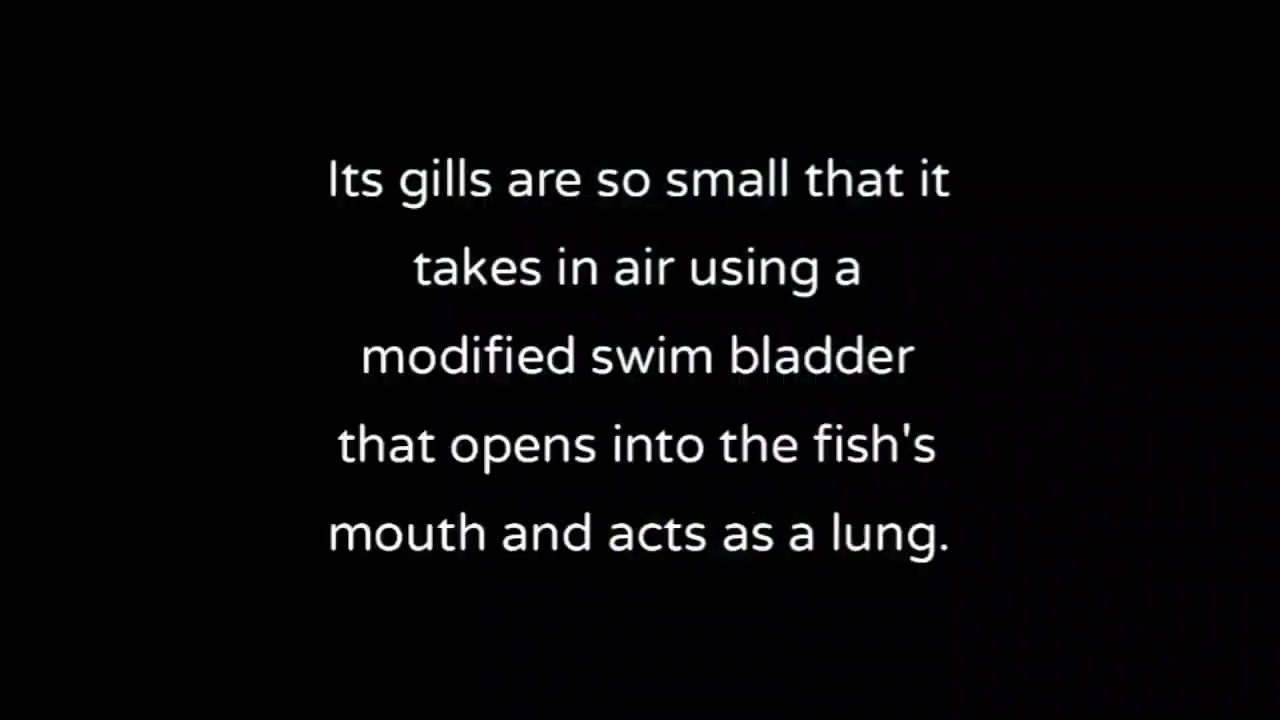 Its gills are so small that it
takes in air using a
modified swim bladder
that opens into the fish's
mouth and acts as a lung.